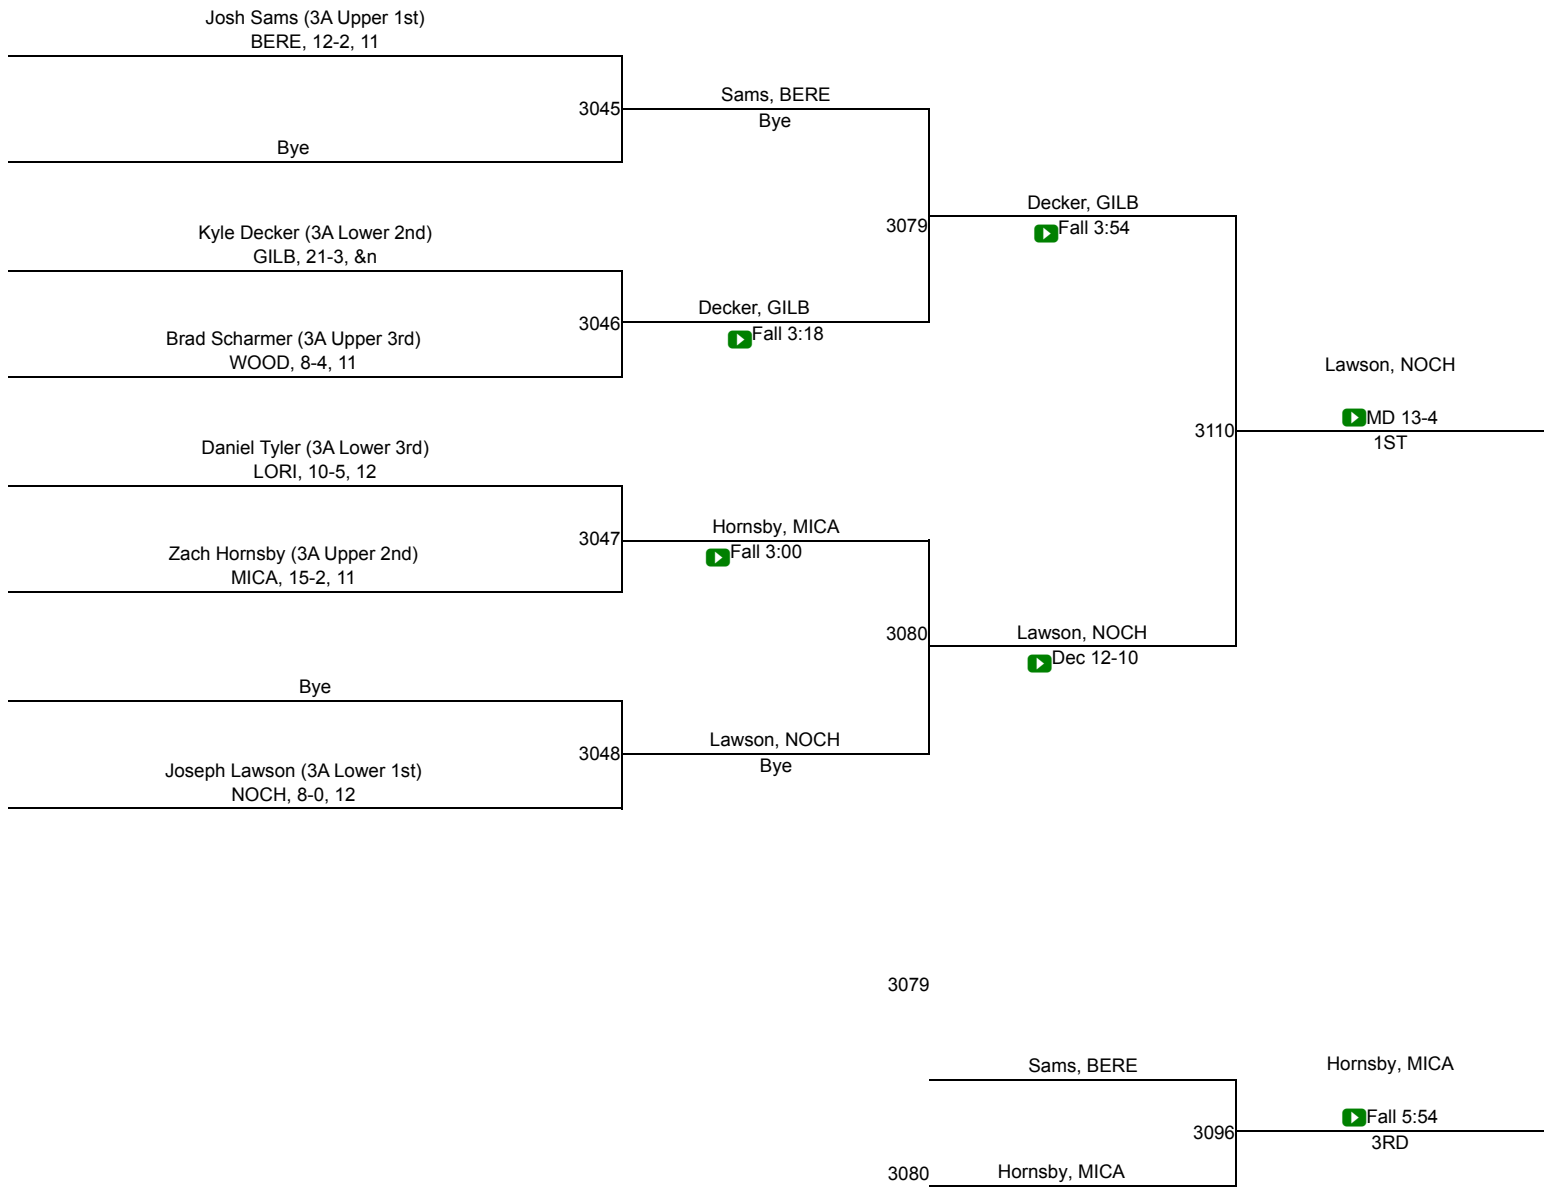 Josh Sams (3A Upper 1st)
BERE, 12-2, 11
3045
Bye
Sams, BERE
Bye
Kyle Decker (3A Lower 2nd)
GILB, 21-3, &n
3046
Brad Scharmer (3A Upper 3rd)
WOOD, 8-4, 11
Decker, GILB
Fall 3:18
3079
Decker, GILB
Fall 3:54
Daniel Tyler (3A Lower 3rd)
LORI, 10-5, 12
3047
Zach Hornsby (3A Upper 2nd)
MICA, 15-2, 11
Hornsby, MICA
Fall 3:00
Bye
3048
Joseph Lawson (3A Lower 1st)
NOCH, 8-0, 12
Lawson, NOCH
Bye
3080
Lawson, NOCH
Dec 12-10
3110
Lawson, NOCH
MD 13-4
1ST
3079
Sams, BERE
3096
3080
Hornsby, MICA
Hornsby, MICA
Fall 5:54
3RD